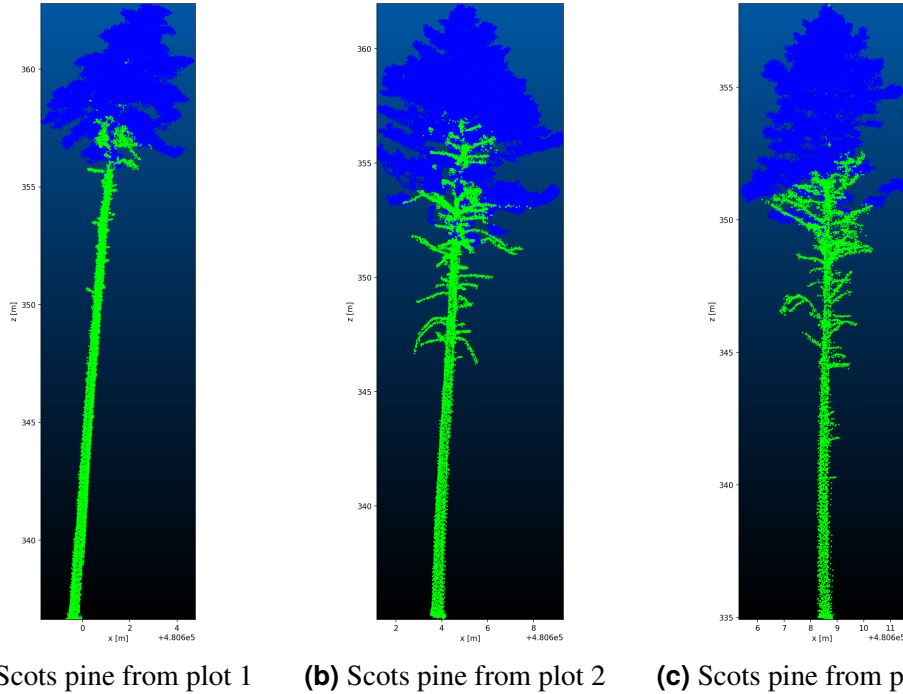 360
355
350
345
340
z [m]
0 2 4
x [m] +4.806e5
360
355
350
345
340
z [m]
2 4 6 8
x [m] +4.806e5
355
350
345
340
335
z [m]
6 7 8 9 10 11
x [m] +4.806e5
Scots pine from plot 1
(b) Scots pine from plot 2
(c) Scots pine from p